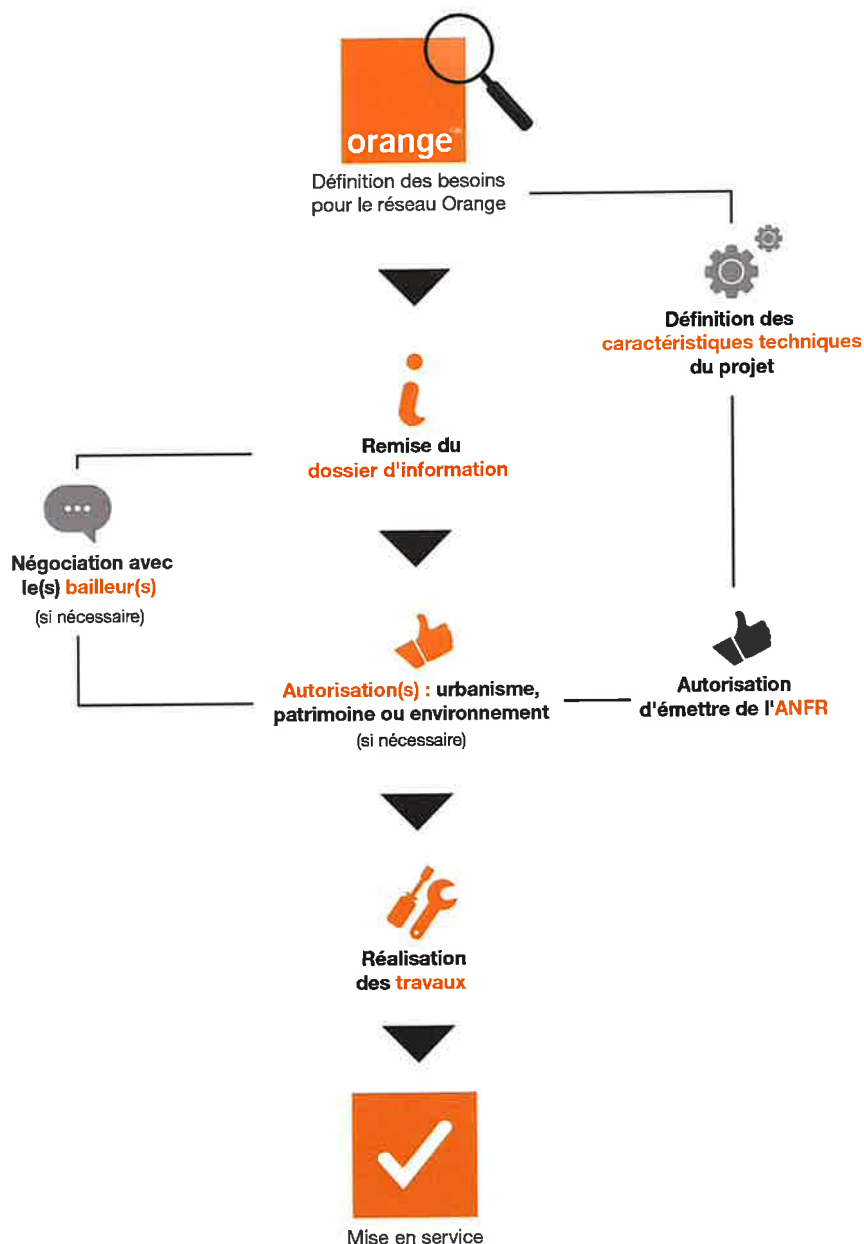 orange
Définition des besoins
pour le réseau Orange
Définition des
caractéristiques techniques
du projet
Remise du
dossier d'information
Négociation avec
le(s) bailleur(s)
(si nécessaire)
Autorisation(s) : urbanisme,
patrimoine ou environnement
(si nécessaire)
Autorisation
d'émettre de l'ANFR
Réalisation
des travaux
Mise en service